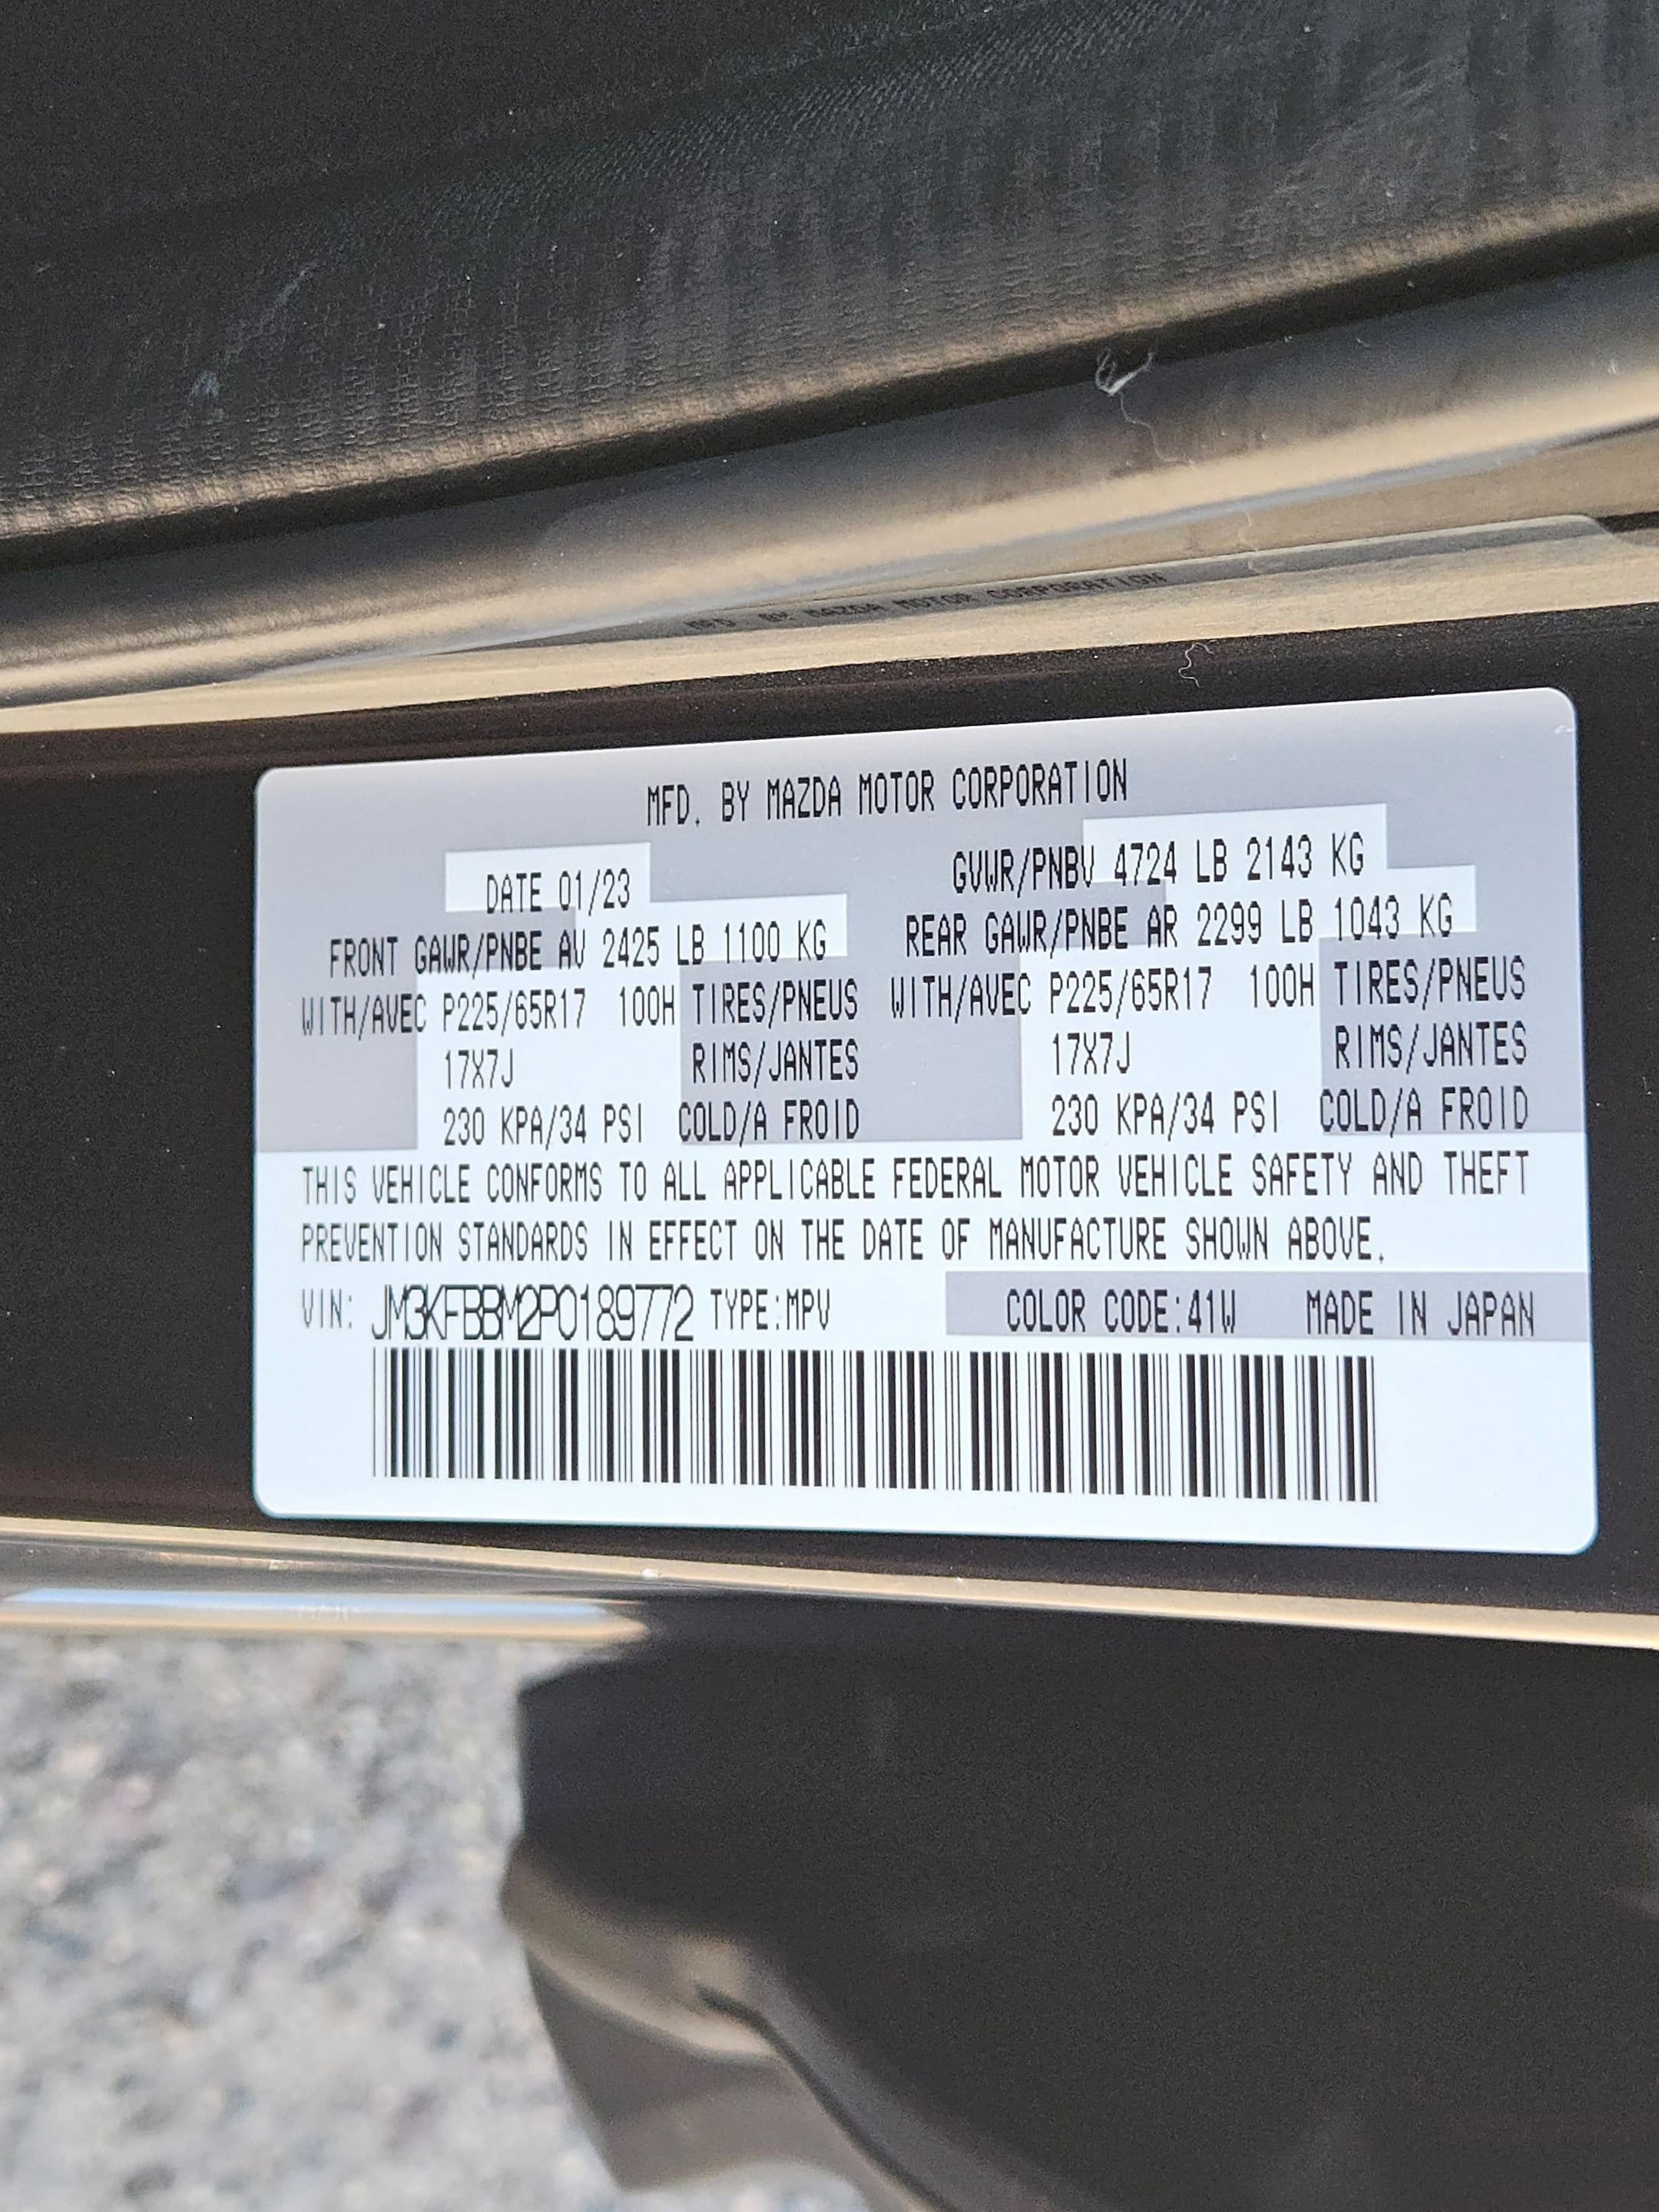 MFD. BY MAZDA MOTOR CORPORATION
MFD. BY MAZDA MOTOR CORPORATION
DATE 01/23 GVWR/PNBV 4724 LB 2143 KG
FRONT GAWR/PNBE AV 2425 LB 1100 KG REAR GAWR/PNBE AR 2299 LB 1043 KG
WITH/AVEC P225/65R17 100H TIRES/PNEUS WITH/AVEC P225/65R17 100H TIRES/PNEUS
17X7J RIMS/JANTES 17X7J RIMS/JANTES
230 KPA/34 PSI COLD/A FROID 230 KPA/34 PSI COLD/A FROID
THIS VEHICLE CONFORMS TO ALL APPLICABLE FEDERAL MOTOR VEHICLE SAFETY AND THEFT
PREVENTION STANDARDS IN EFFECT ON THE DATE OF MANUFACTURE SHOWN ABOVE.
VIN: JM3KFBBM2P0189772 TYPE:MPV COLOR CODE:41W MADE IN JAPAN